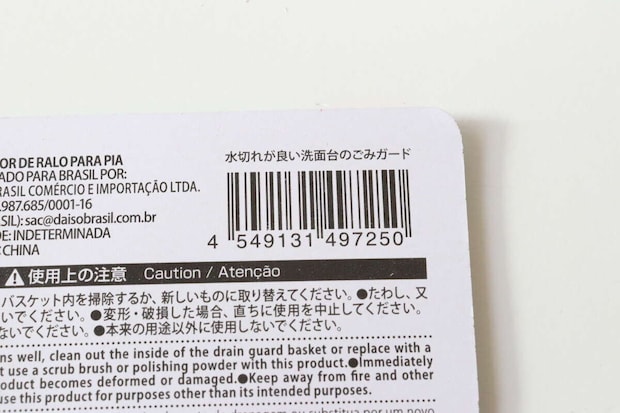 OR DE RALO PARA PIA
ADO PARA BRASIL POR:
RASIL COMÉRCIO E IMPORTAÇÃO LTDA.
.987.685/0001-16
SIL): sac@daisobrasil.com.br
DE: INDETERMINADA
: CHINA
水切れが良い洗面台のごみガード
4 549131 497250
使用上の注意 Caution / Atenção
バスケット内を掃除するか、新しいものに取り替えてください。●たわし、又
いでください。●変形・破損した場合、直ちに使用を中止してください。
ないでください。●本来の用途以外に使用しないでください。
ns well, clean out the inside of the drain guard basket or replace with a
t use a scrub brush or polishing powder with this product.●Immediately
oduct becomes deformed or damaged.●Keep away from fire and other
use this product for purposes other than its intended purposes.
ou substitua por um novo